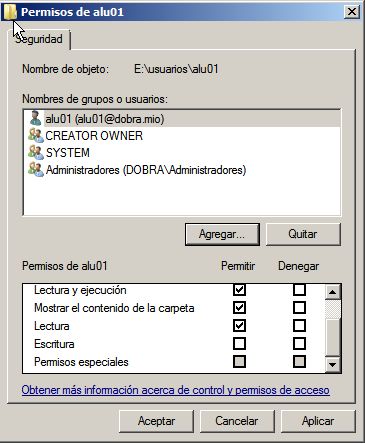 Permisos de alu01
Seguridad
Nombre de objeto: E:\usuarios\alu01
Nombres de grupos o usuarios:
alu01 (alu01@dobra.mio)
CREATOR OWNER
SYSTEM
Administradores (DOBRA\Administradores)
Agregar... Quitar
Permisos de alu01 Permitir Denegar
Lectura y ejecución
Mostrar el contenido de la carpeta
Lectura
Escritura
Permisos especiales
Obtener más información acerca de control y permisos de acceso
Aceptar Cancelar Aplicar